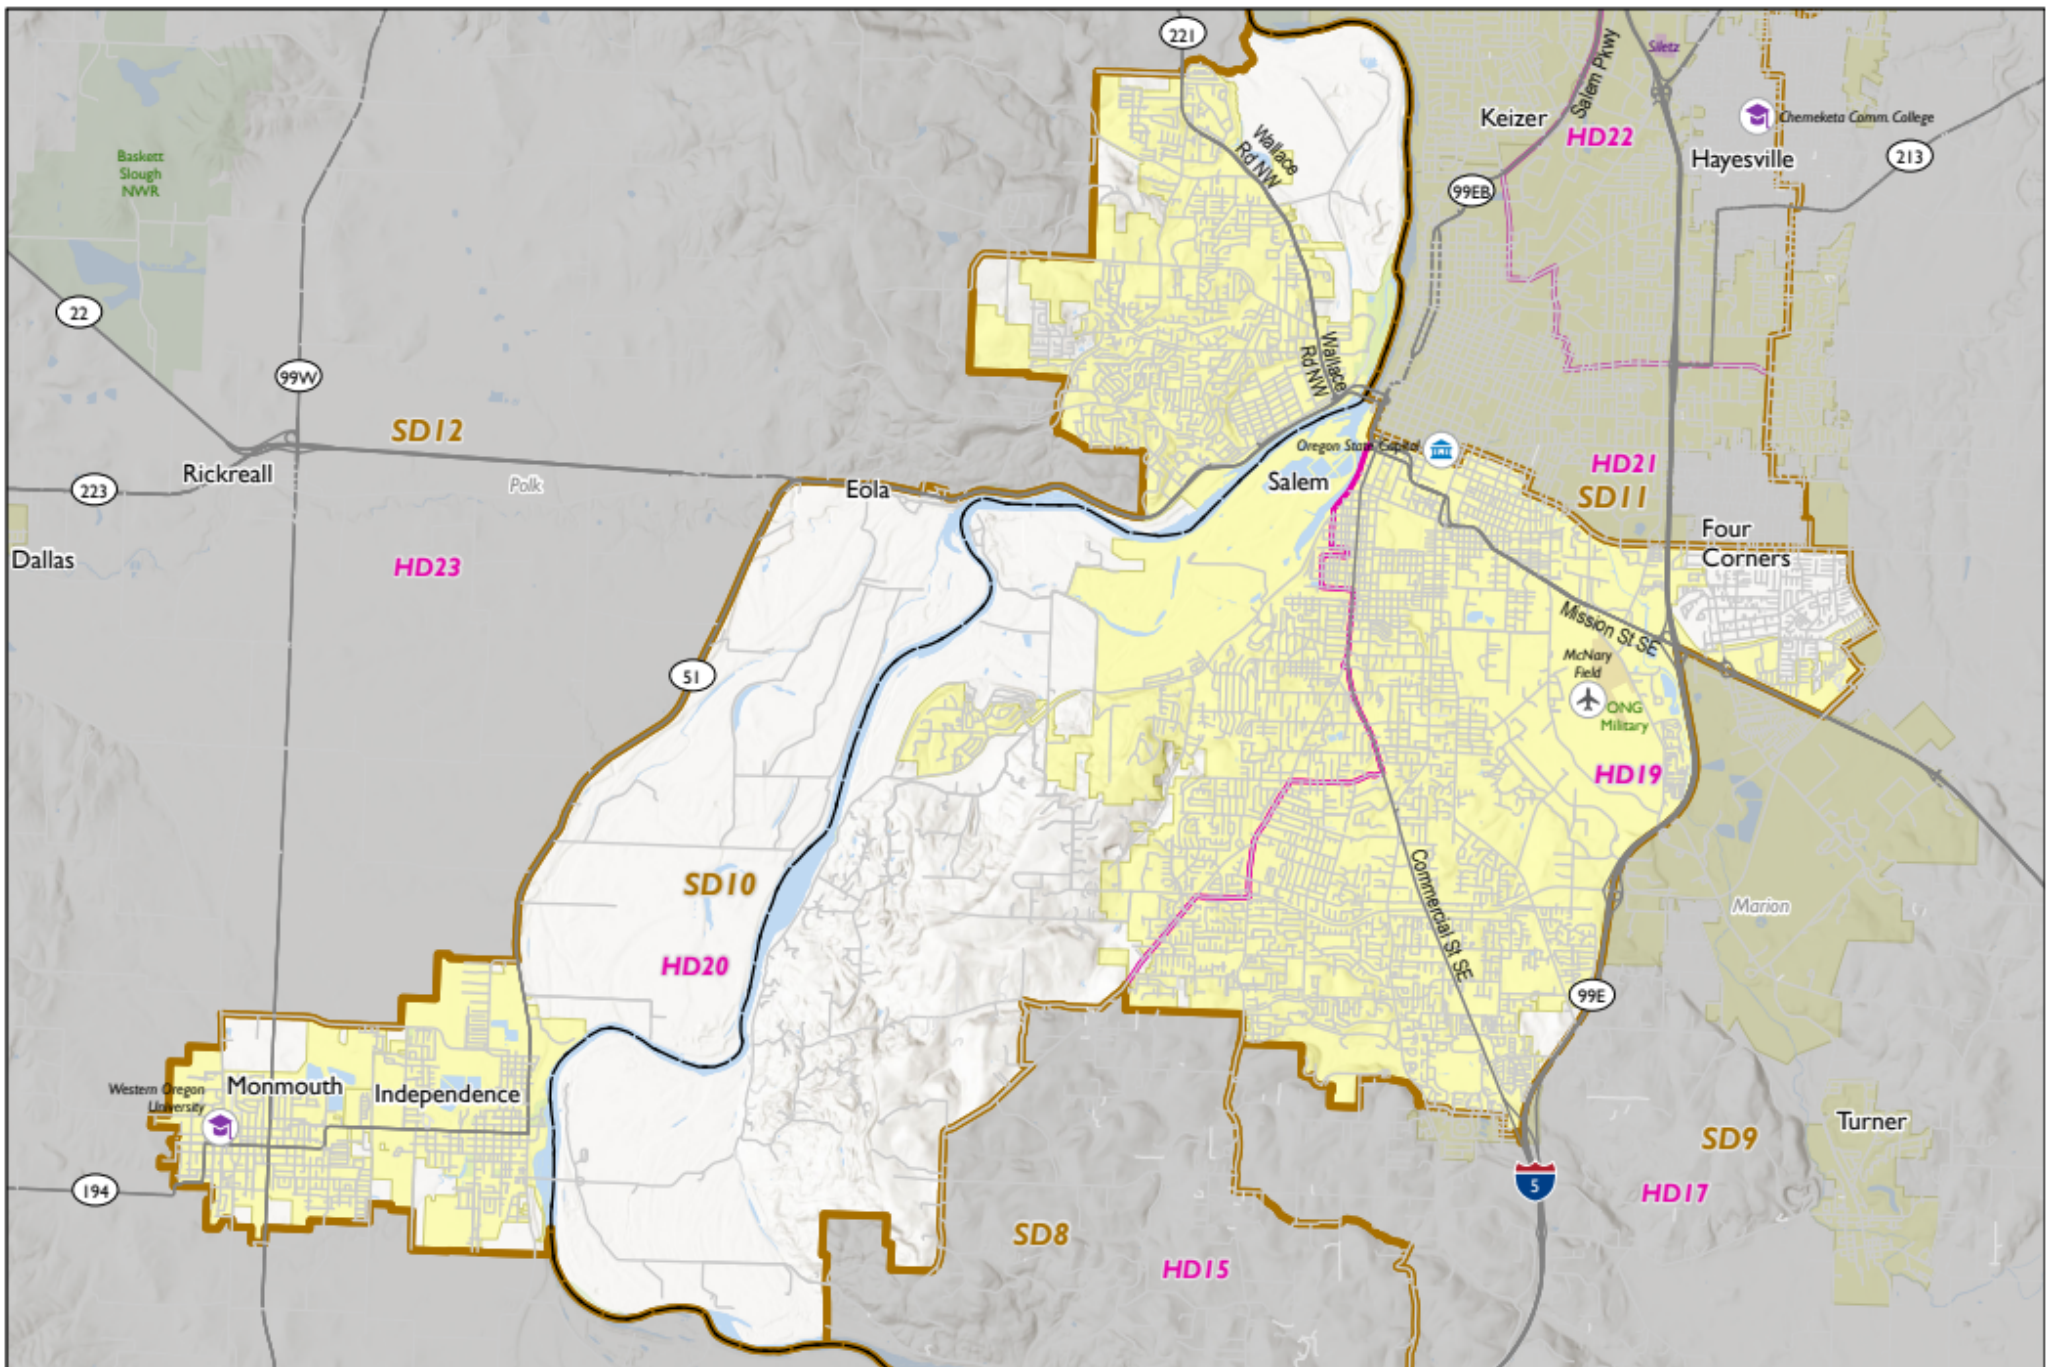 221
Siletz
Salem Pkwy
Keizer
HD22
Chemeketa Comm. College
Hayesville
213
Baskett
Slough
NWR
Wallace
Rd NW
99EB
22
99W
Wallace
Rd NW
SD12
Rickreall
Oregon State Capitol
HD21
223
Polk
Eola
Salem
SD11
Four
Corners
Dallas
HD23
Mission St SE
51
McNary
Field
ONG
Military
HD19
SD10
Commercial St SE
Marion
HD20
99E
Western Oregon
University
Monmouth
Independence
Turner
SD9
194
5
HD17
SD8
HD15